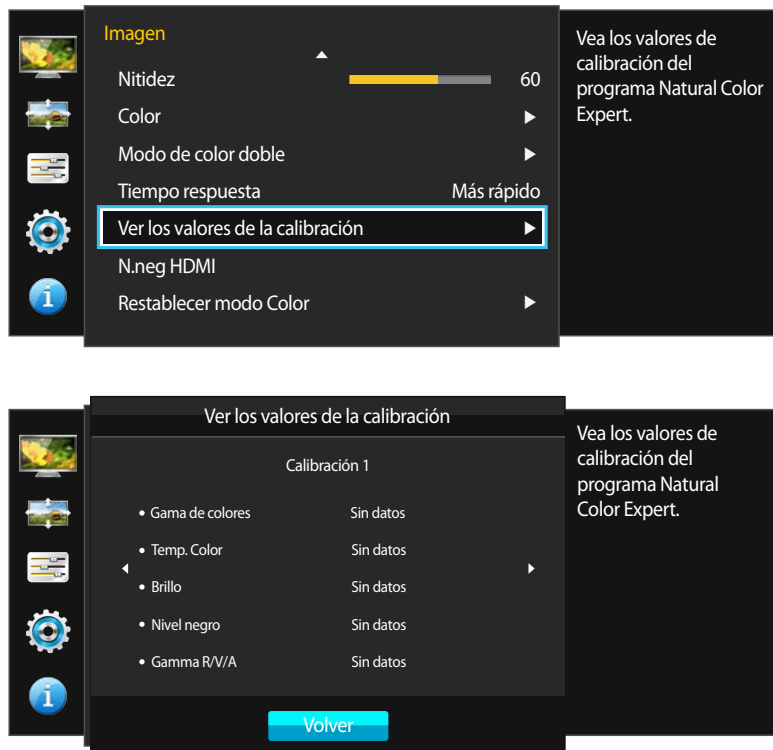 Imagen
Nitidez 60
Color
Modo de color doble
Tiempo respuesta Más rápido
Ver los valores de la calibración
N.neg HDMI
Restablecer modo Color
Vea los valores de
calibración del
programa Natural Color
Expert.
Ver los valores de la calibración
Calibración 1
• Gama de colores Sin datos
• Temp. Color Sin datos
• Brillo Sin datos
• Nivel negro Sin datos
• Gamma R/V/A Sin datos
Volver
Vea los valores de
calibración del
programa Natural
Color Expert.